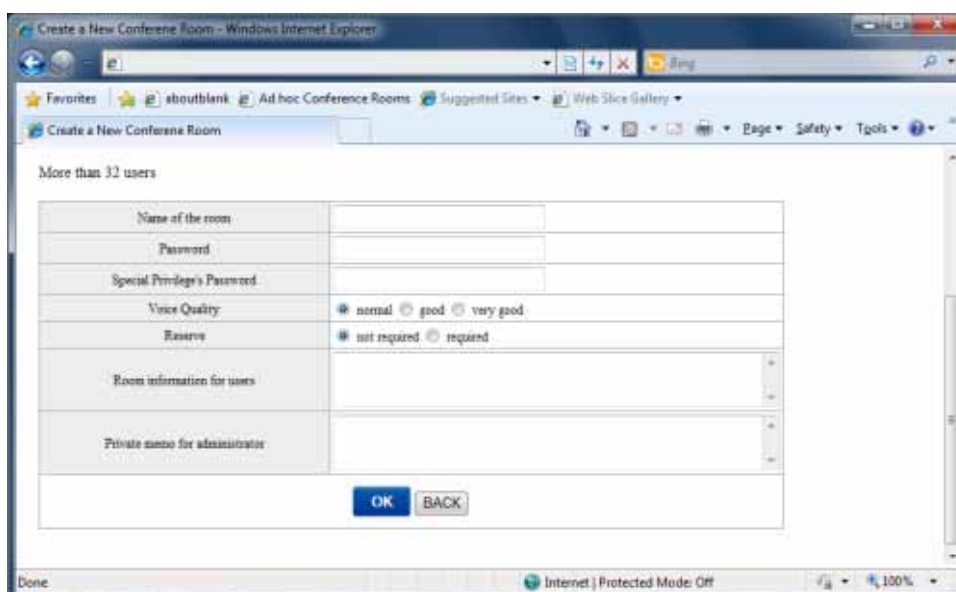 Create a New Conferene Room - Windows Internet Explorer
Bing
Favorites aboutblank Ad hoc Conference Rooms Suggested Sites Web Slice Gallery
Create a New Conferene Room Page Safety Tools
More than 32 users
Name of the room
Password
Special Privilege's Password
Voice Quality normal good very good
Reserve not required required
Room information for users
Private memo for administrator
OK BACK
Done Internet | Protected Mode: Off 100%